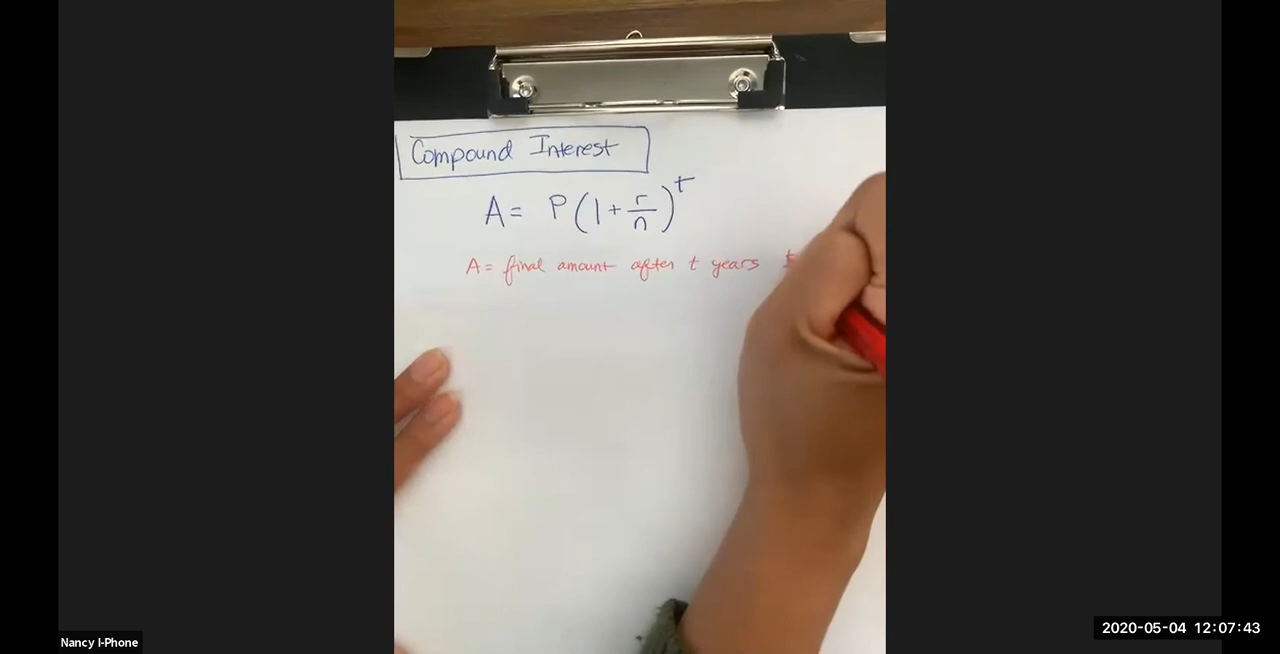 Compound Interest
A = P(1 + r/n)^t
A = final amount after t years
Nancy I-Phone
2020-05-04 12:07:43